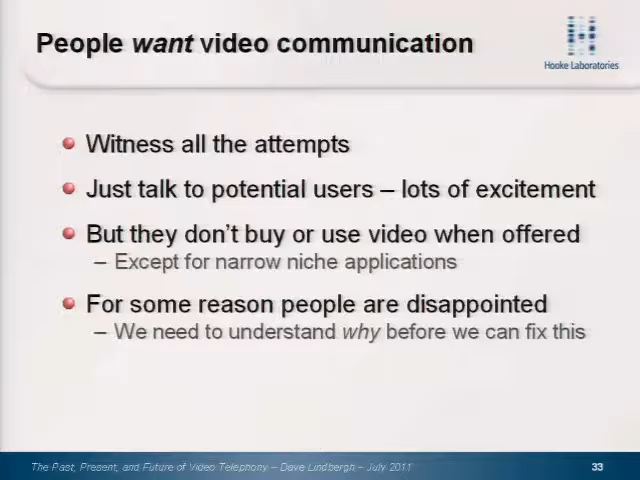 People want video communication
Hooke Laboratories
Witness all the attempts
Just talk to potential users – lots of excitement
But they don't buy or use video when offered
– Except for narrow niche applications
For some reason people are disappointed
– We need to understand why before we can fix this
The Past, Present, and Future of Video Telephony – Dave Lindbergh – July 2011
33